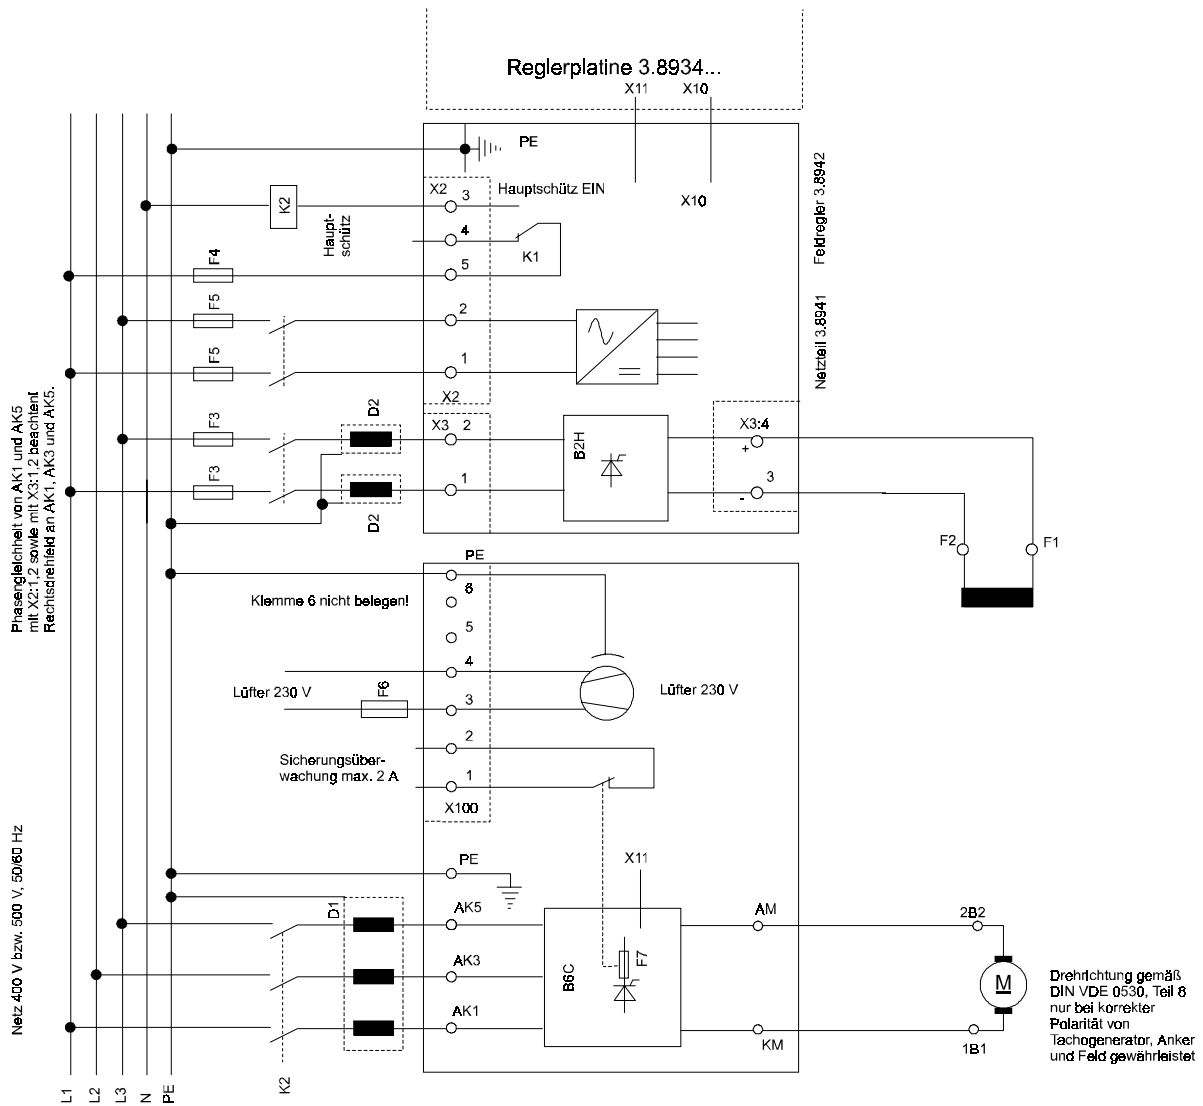 Reglerplatine 3.8934...
X11
X10
PE
Feldregler 3.8942
X2
3
Hauptschütz EIN
X10
K2
Haupt-
schütz
4
K1
F4
5
F5
2
Netzteil 3.8941
F5
1
X2
Phasengleichheit von AK1 und AK5
mit X2:1,2 sowie mit X3:1,2 beachten!
Rechtsdrehfeld an AK1, AK3 und AK5.
D2
F3
X3
2
B2H
X3:4
+
F3
1
3
-
D2
F2
F1
PE
6
Klemme 6 nicht belegen!
5
4
Lüfter 230 V
F6
3
Lüfter 230 V
2
Sicherungsüber-
wachung max. 2 A
1
X100
Netz 400 V bzw. 500 V, 50/60 Hz
PE
X11
D1
AK5
AM
2B2
F7
AK3
B6C
M
Drehrichtung gemäß
DIN VDE 0530, Teil 8
nur bei korrekter
Polarität von
Tachogenerator, Anker
und Feld gewährleistet
AK1
KM
1B1
K2
L1
L2
L3
N
PE